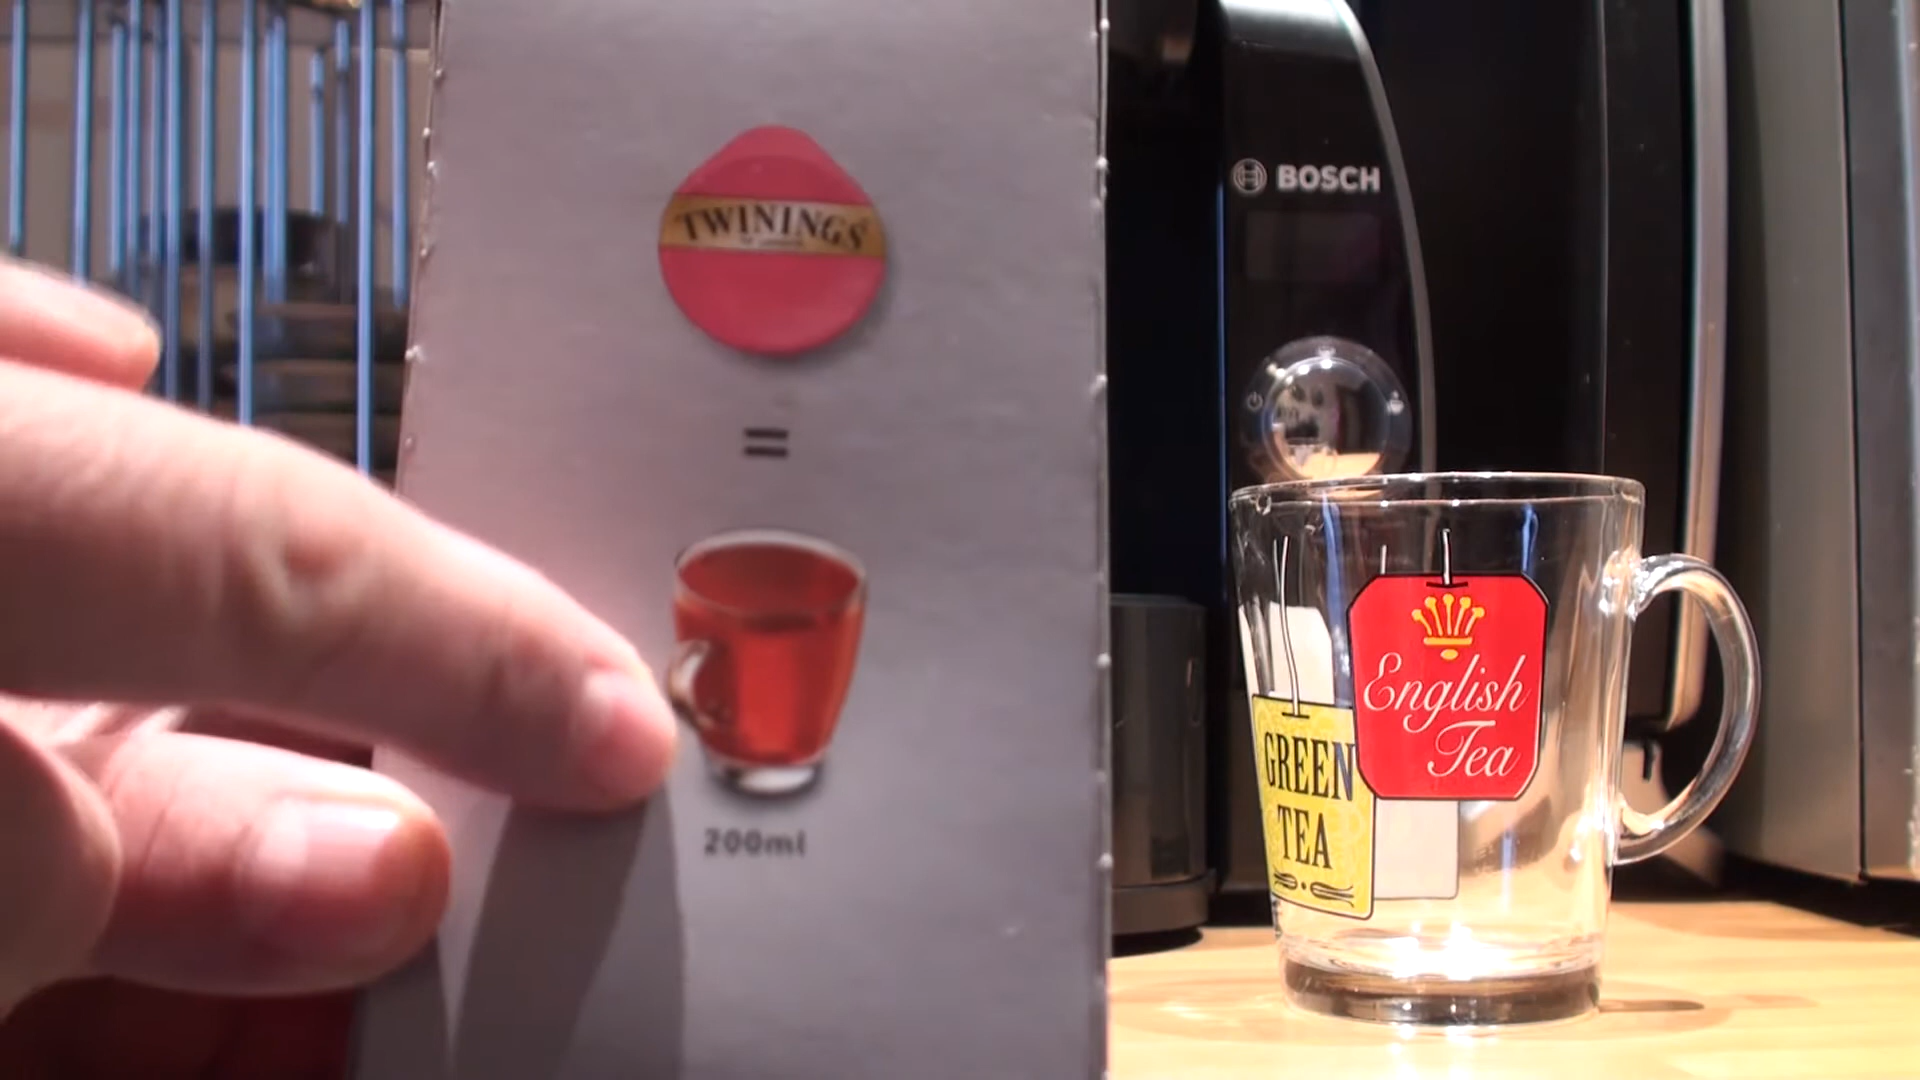 TWININGS
=
200ml
BOSCH
English
Tea
GREEN
TEA